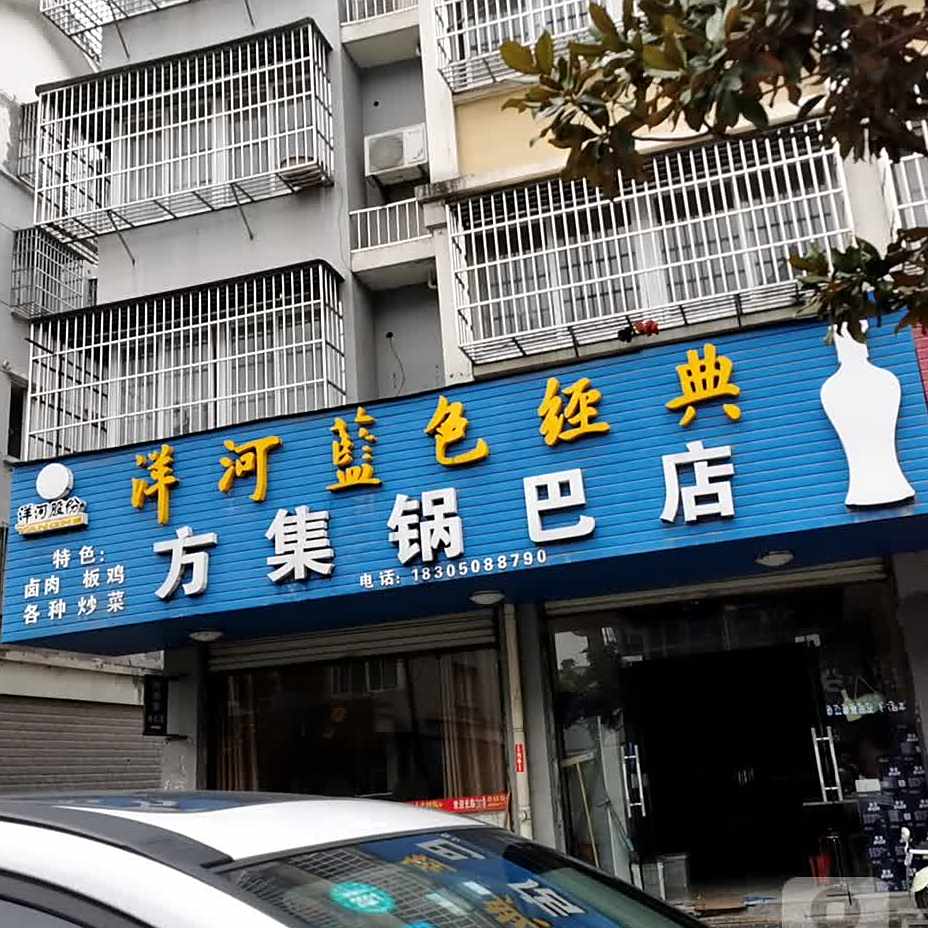 洋河藍色经典
洋河股份
YANGHE
方集锅巴店
特色:
卤肉 板鸡
各种炒菜
电话: 18305088790